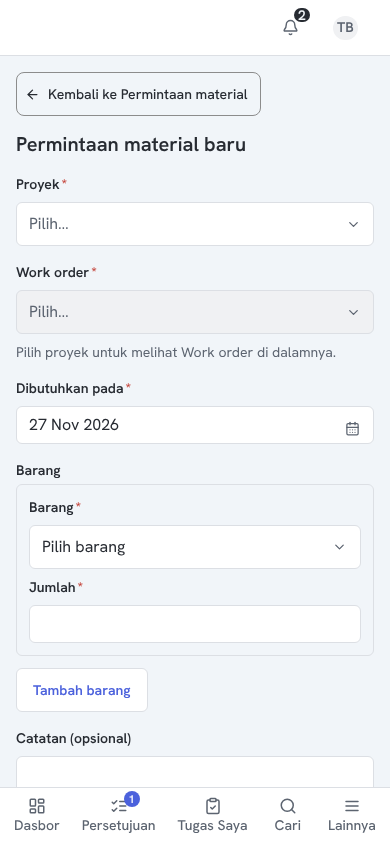 2
TB
Kembali ke Permintaan material
Permintaan material baru
Proyek *
Pilih...
Work order *
Pilih...
Pilih proyek untuk melihat Work order di dalamnya.
Dibutuhkan pada *
27 Nov 2026
Barang
Barang *
Pilih barang
Jumlah *
Tambah barang
Catatan (opsional)
1
Dasbor
Persetujuan
Tugas Saya
Cari
Lainnya